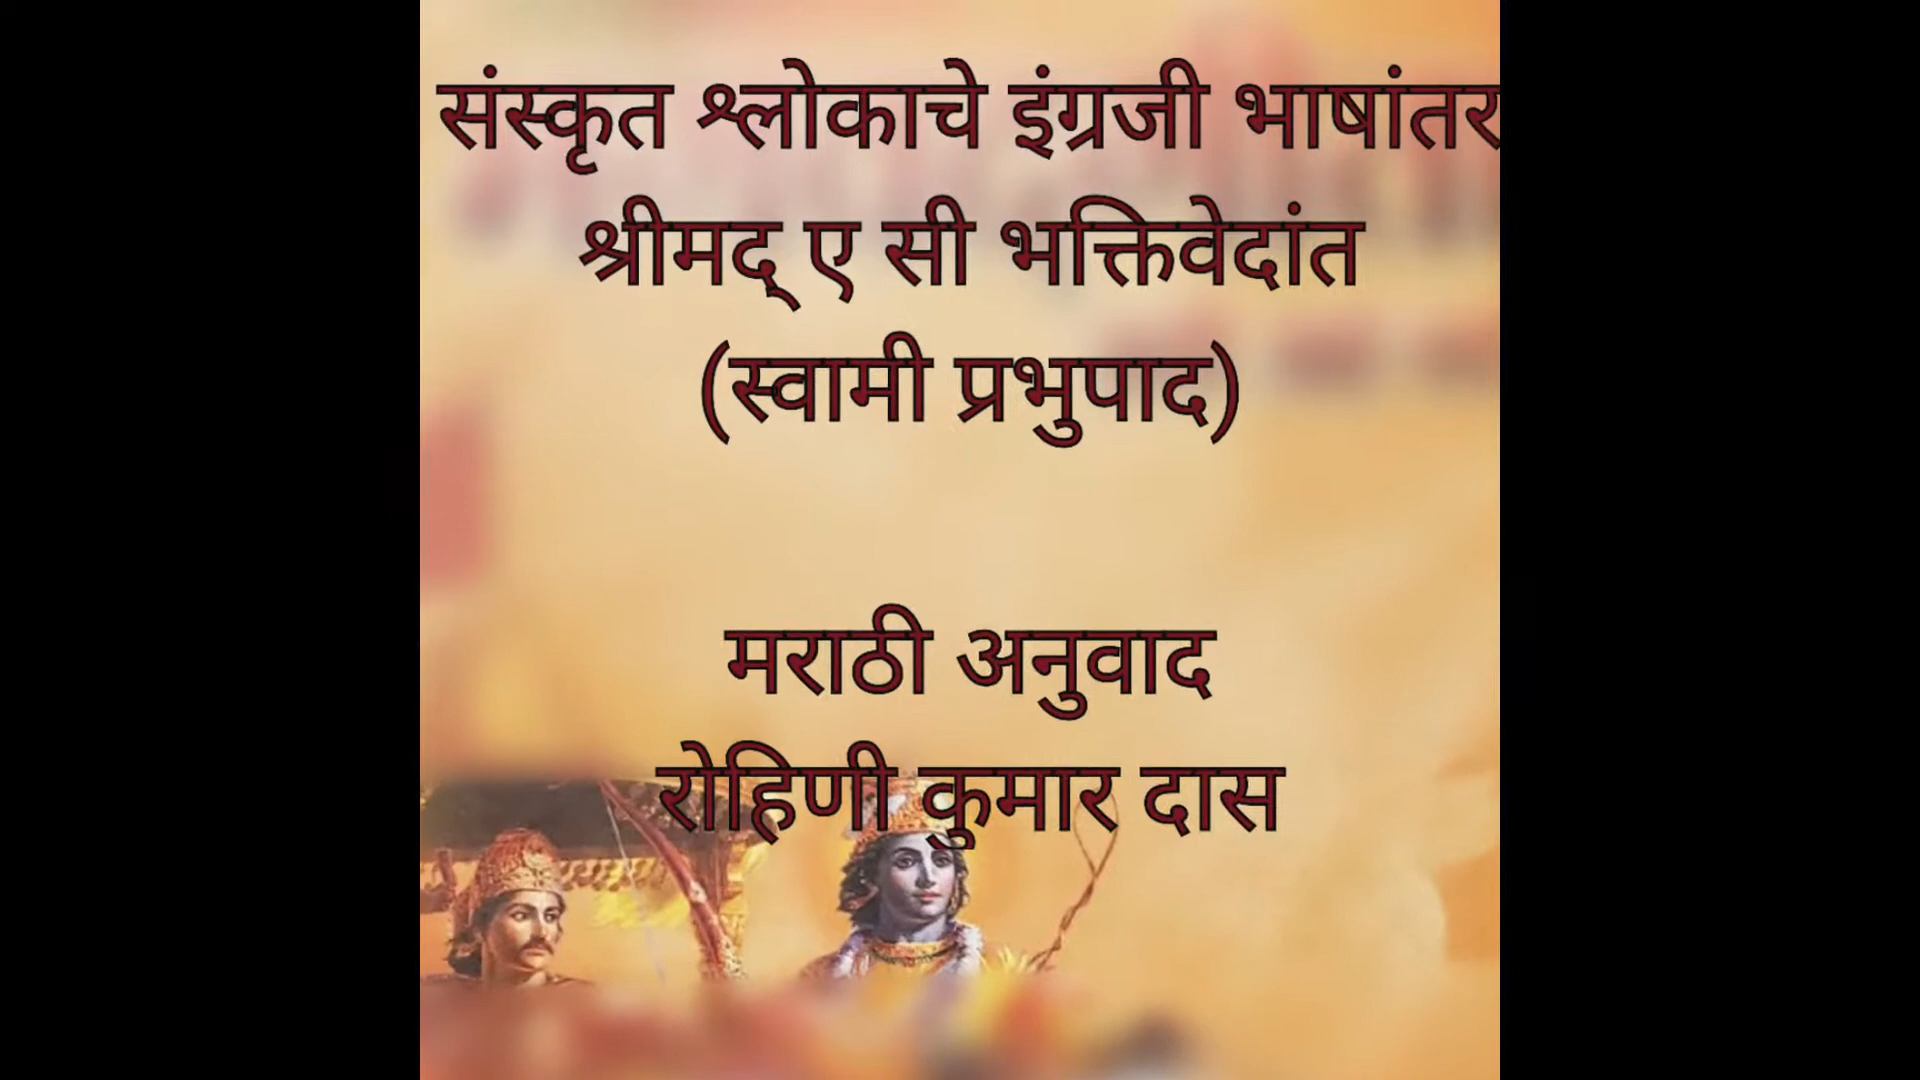 संस्कृत श्लोकाचे इंग्रजी भाषांतर
श्रीमद् ए सी भक्तिवेदांत
(स्वामी प्रभुपाद)
मराठी अनुवाद
रोहिणी कुमार दास